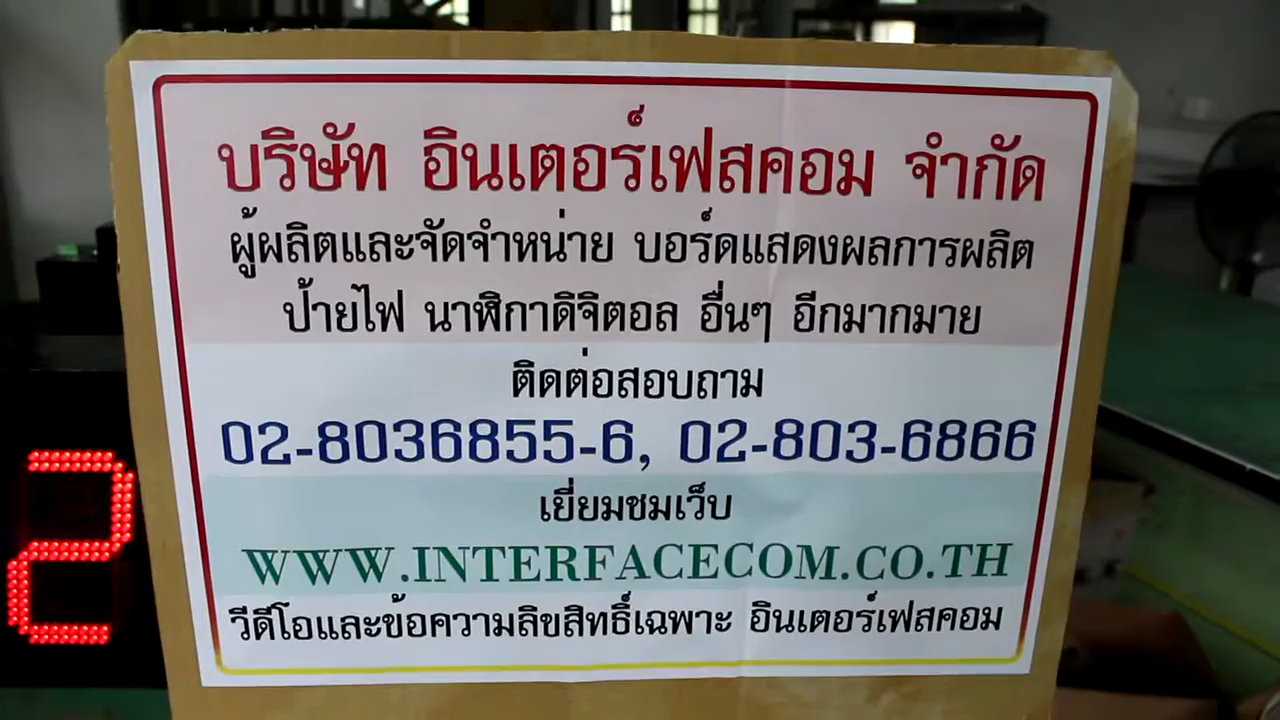 บริษัท อินเตอร์เฟสคอม จำกัด
ผู้ผลิตและจัดจำหน่าย บอร์ดแสดงผลการผลิต
ป้ายไฟ นาฬิกาดิจิตอล อื่นๆ อีกมากมาย
ติดต่อสอบถาม
02-8036855-6, 02-803-6866
เยี่ยมชมเว็บ
WWW.INTERFACECOM.CO.TH
วีดีโอและข้อความลิขสิทธิ์เฉพาะ อินเตอร์เฟสคอม
2